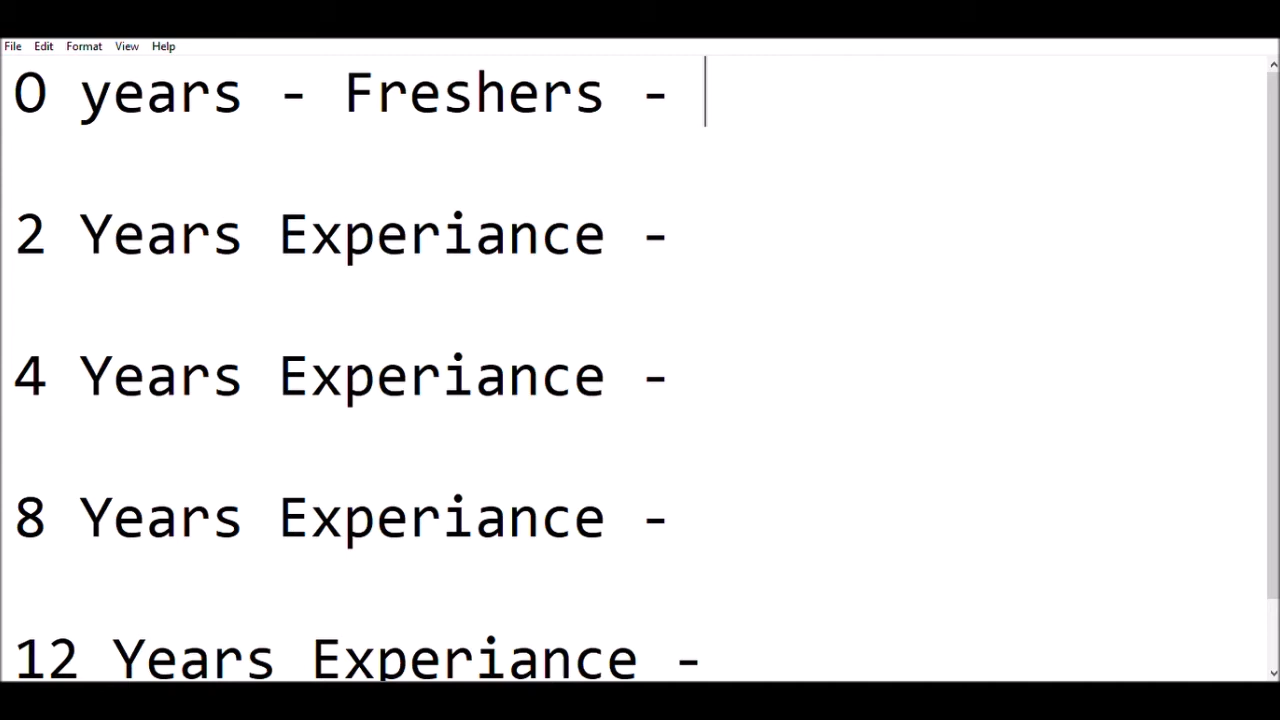 File Edit Format View Help
0 years - Freshers -
2 Years Experiance -
4 Years Experiance -
8 Years Experiance -
12 Years Experiance -